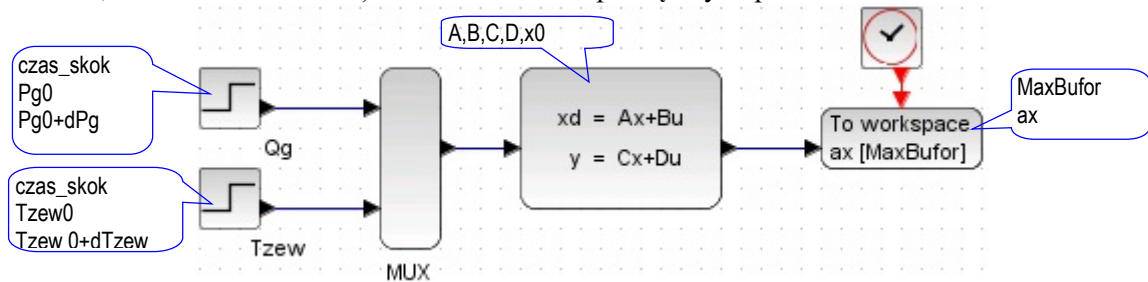 A,B,C,D,x0
czas_skok
Pg0
Pg0+dPg
Qg
xd = Ax+Bu
y = Cx+Du
To workspace
ax [MaxBufor]
MaxBufor
ax
czas_skok
Tzew0
Tzew 0+dTzew
Tzew
MUX